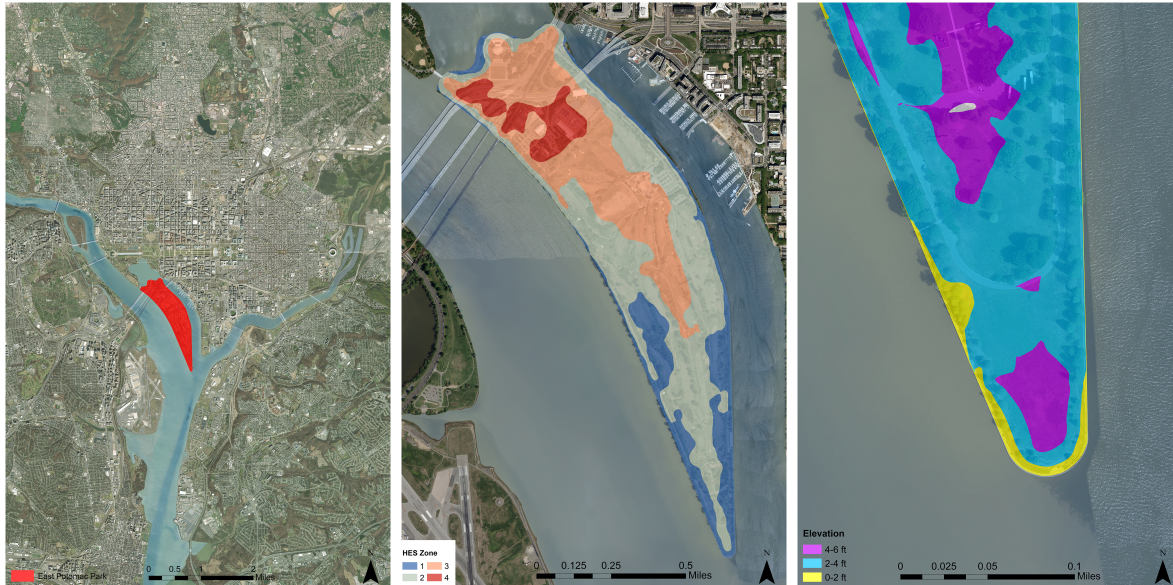 East Potomac Park
0 0.5 1 2
Miles
N
HES Zone
1 3
2 4
0 0.125 0.25 0.5
Miles
N
Elevation
4-6 ft
2-4 ft
0-2 ft
0 0.025 0.05 0.1
Miles
N